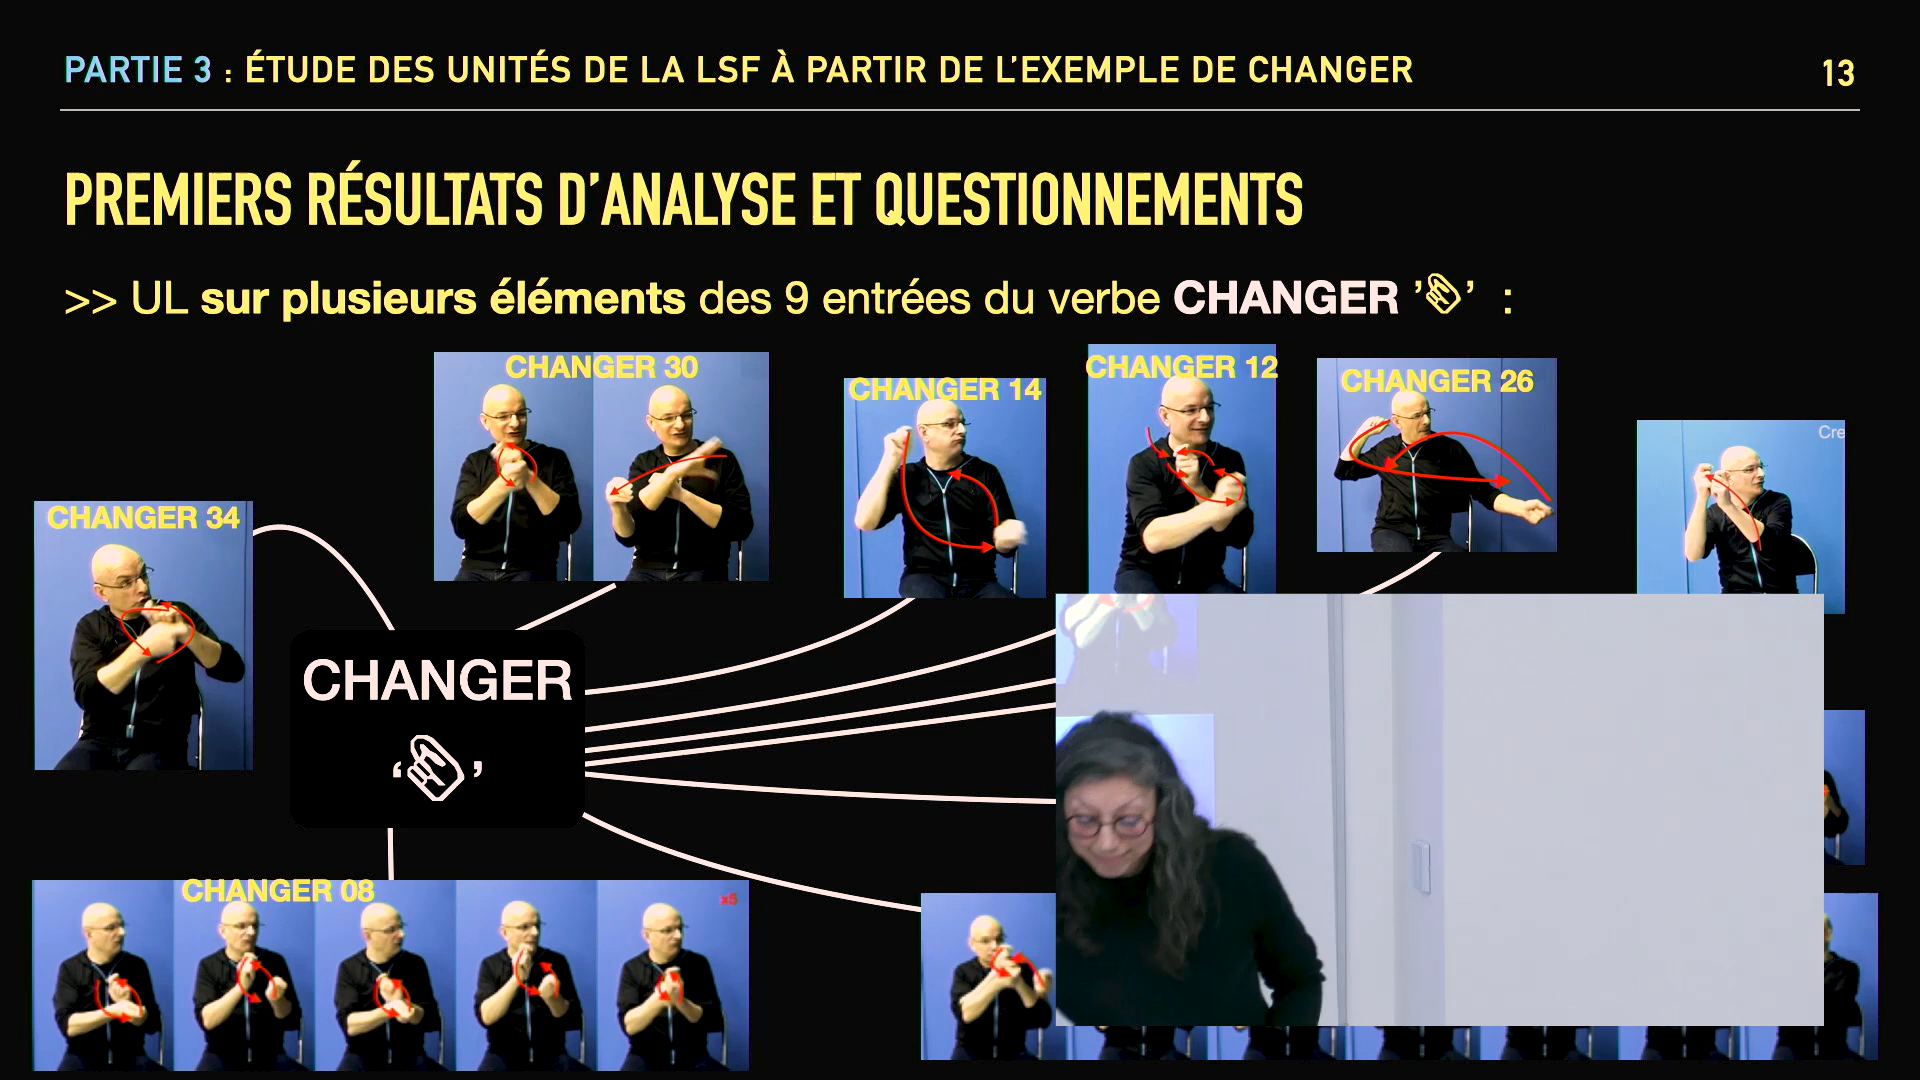 PARTIE 3 : ÉTUDE DES UNITÉS DE LA LSF À PARTIR DE L'EXEMPLE DE CHANGER
13
PREMIERS RÉSULTATS D'ANALYSE ET QUESTIONNEMENTS
>> UL sur plusieurs éléments des 9 entrées du verbe CHANGER ’ ’ :
CHANGER 30
CHANGER 14
CHANGER 12
CHANGER 26
Cre
CHANGER 34
CHANGER
‘ ’
CHANGER 08
x5